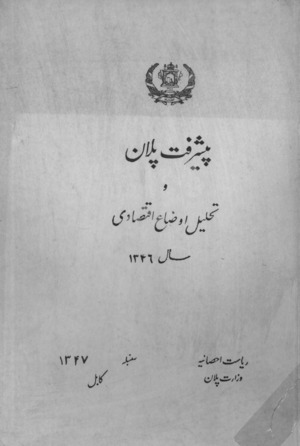 پیشرفت پلان
و
تحلیل اوضاع اقتصادی
سال ۱۳۴۶
ریاست احصائیه
وزارت پلان
سنبله ۱۳۴۷
کابل